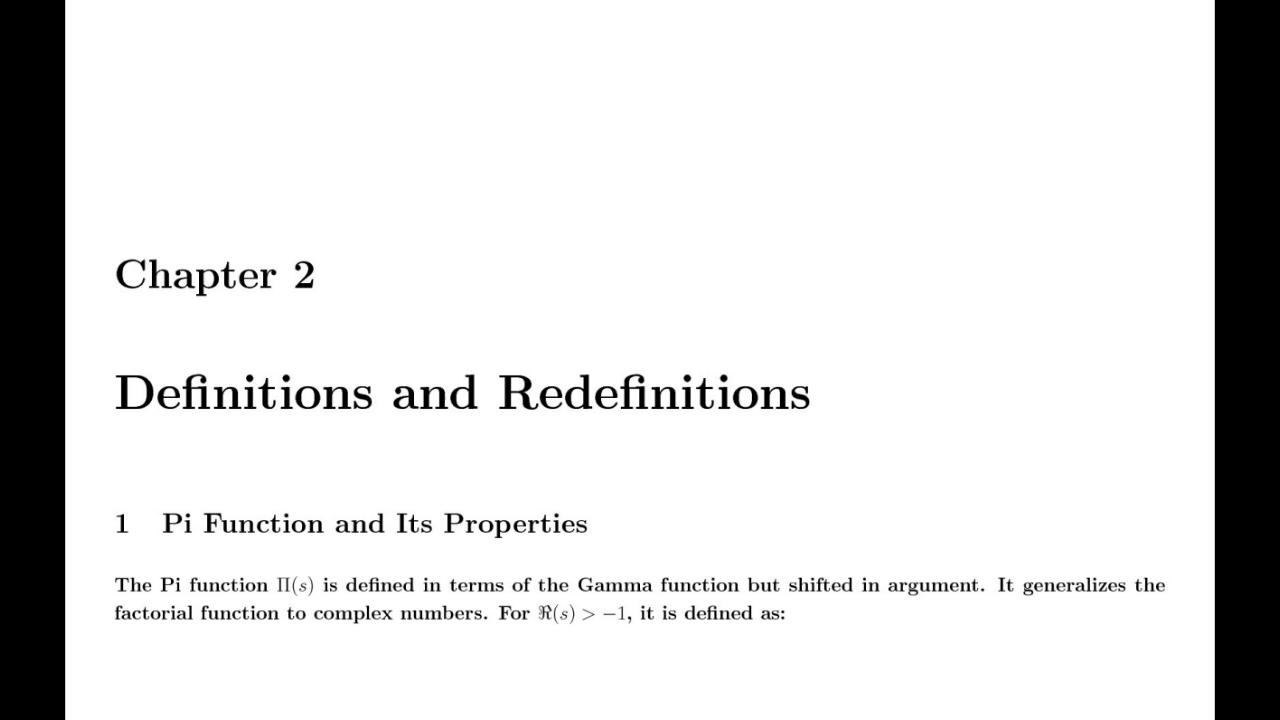 Chapter 2
Definitions and Redefinitions
1 Pi Function and Its Properties
The Pi function Π(s) is defined in terms of the Gamma function but shifted in argument. It generalizes the
factorial function to complex numbers. For ℜ(s) > −1, it is defined as: